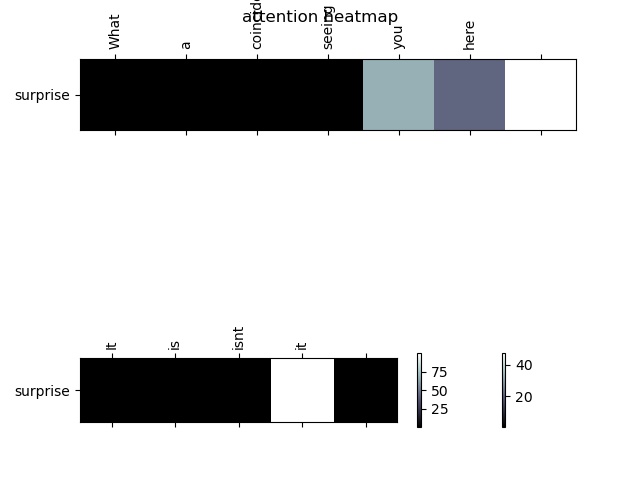 attention heatmap
What a seeing you here
surprise
It is isnt it
surprise
75 40
50 20
25